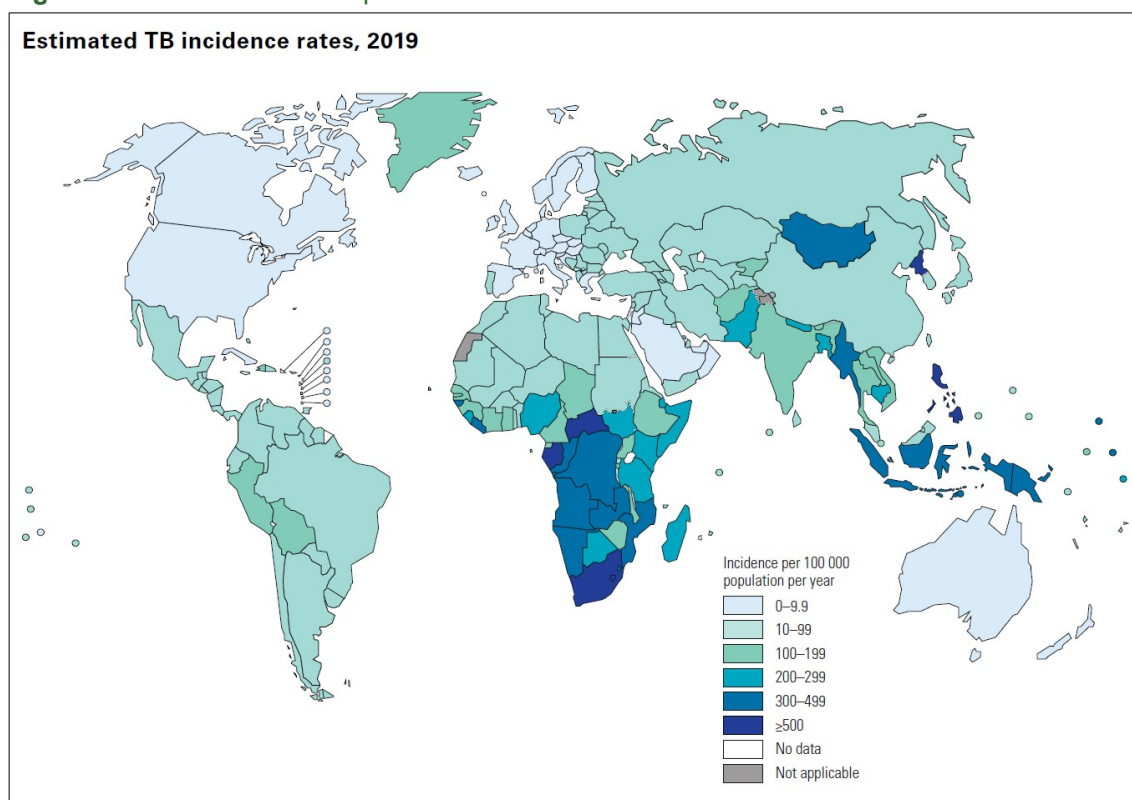 Estimated TB incidence rates, 2019
Incidence per 100 000
population per year
0–9.9
10–99
100–199
200–299
300–499
≥500
No data
Not applicable